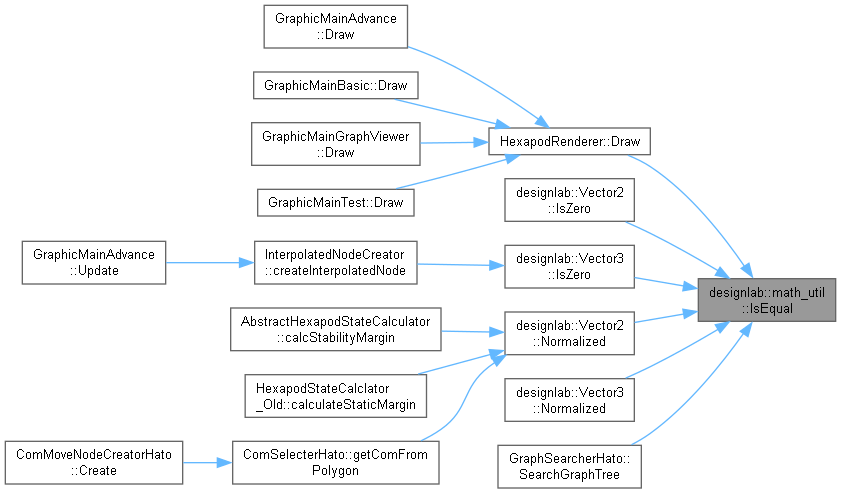 GraphicMainAdvance
::Draw
GraphicMainBasic::Draw
GraphicMainGraphViewer
::Draw
HexapodRenderer::Draw
GraphicMainTest::Draw
designlab::Vector2
::IsZero
GraphicMainAdvance
::Update
InterpolatedNodeCreator
::createInterpolatedNode
designlab::Vector3
::IsZero
designlab::math_util
::IsEqual
AbstractHexapodStateCalculator
::calcStabilityMargin
designlab::Vector2
::Normalized
HexapodStateCalclator
_Old::calculateStaticMargin
designlab::Vector3
::Normalized
ComMoveNodeCreatorHato
::Create
ComSelecterHato::getComFrom
Polygon
GraphSearcherHato::
SearchGraphTree